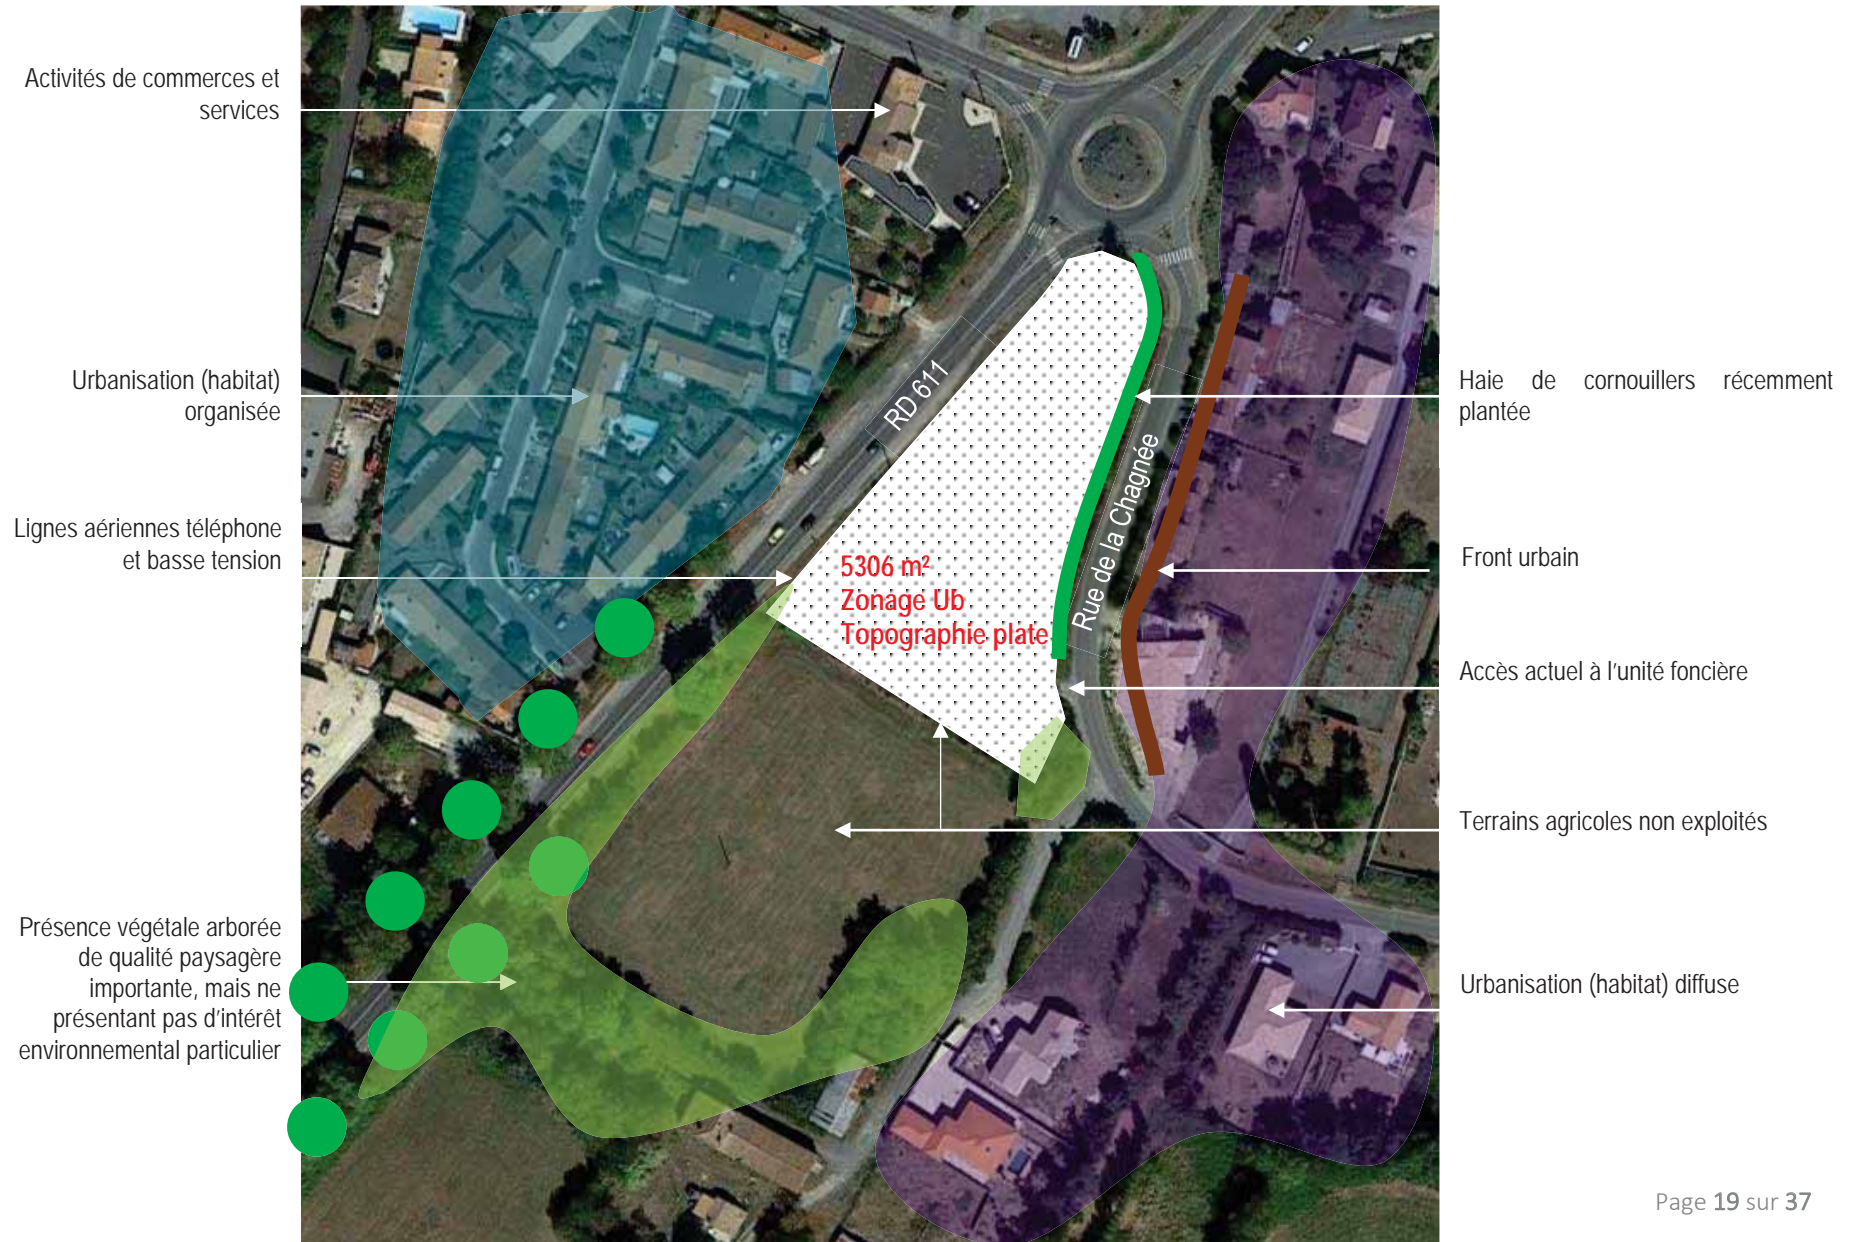 Activités de commerces et
services
Urbanisation (habitat)
organisée
Lignes aériennes téléphone
et basse tension
Présence végétale arborée
de qualité paysagère
importante, mais ne
présentant pas d'intérêt
environnemental particulier
RD 611
Rue de la Chagnée
5306 m²
Zonage Ub
Topographie plate
Haie de cornouillers récemment
plantée
Front urbain
Accès actuel à l'unité foncière
Terrains agricoles non exploités
Urbanisation (habitat) diffuse
Page 19 sur 37